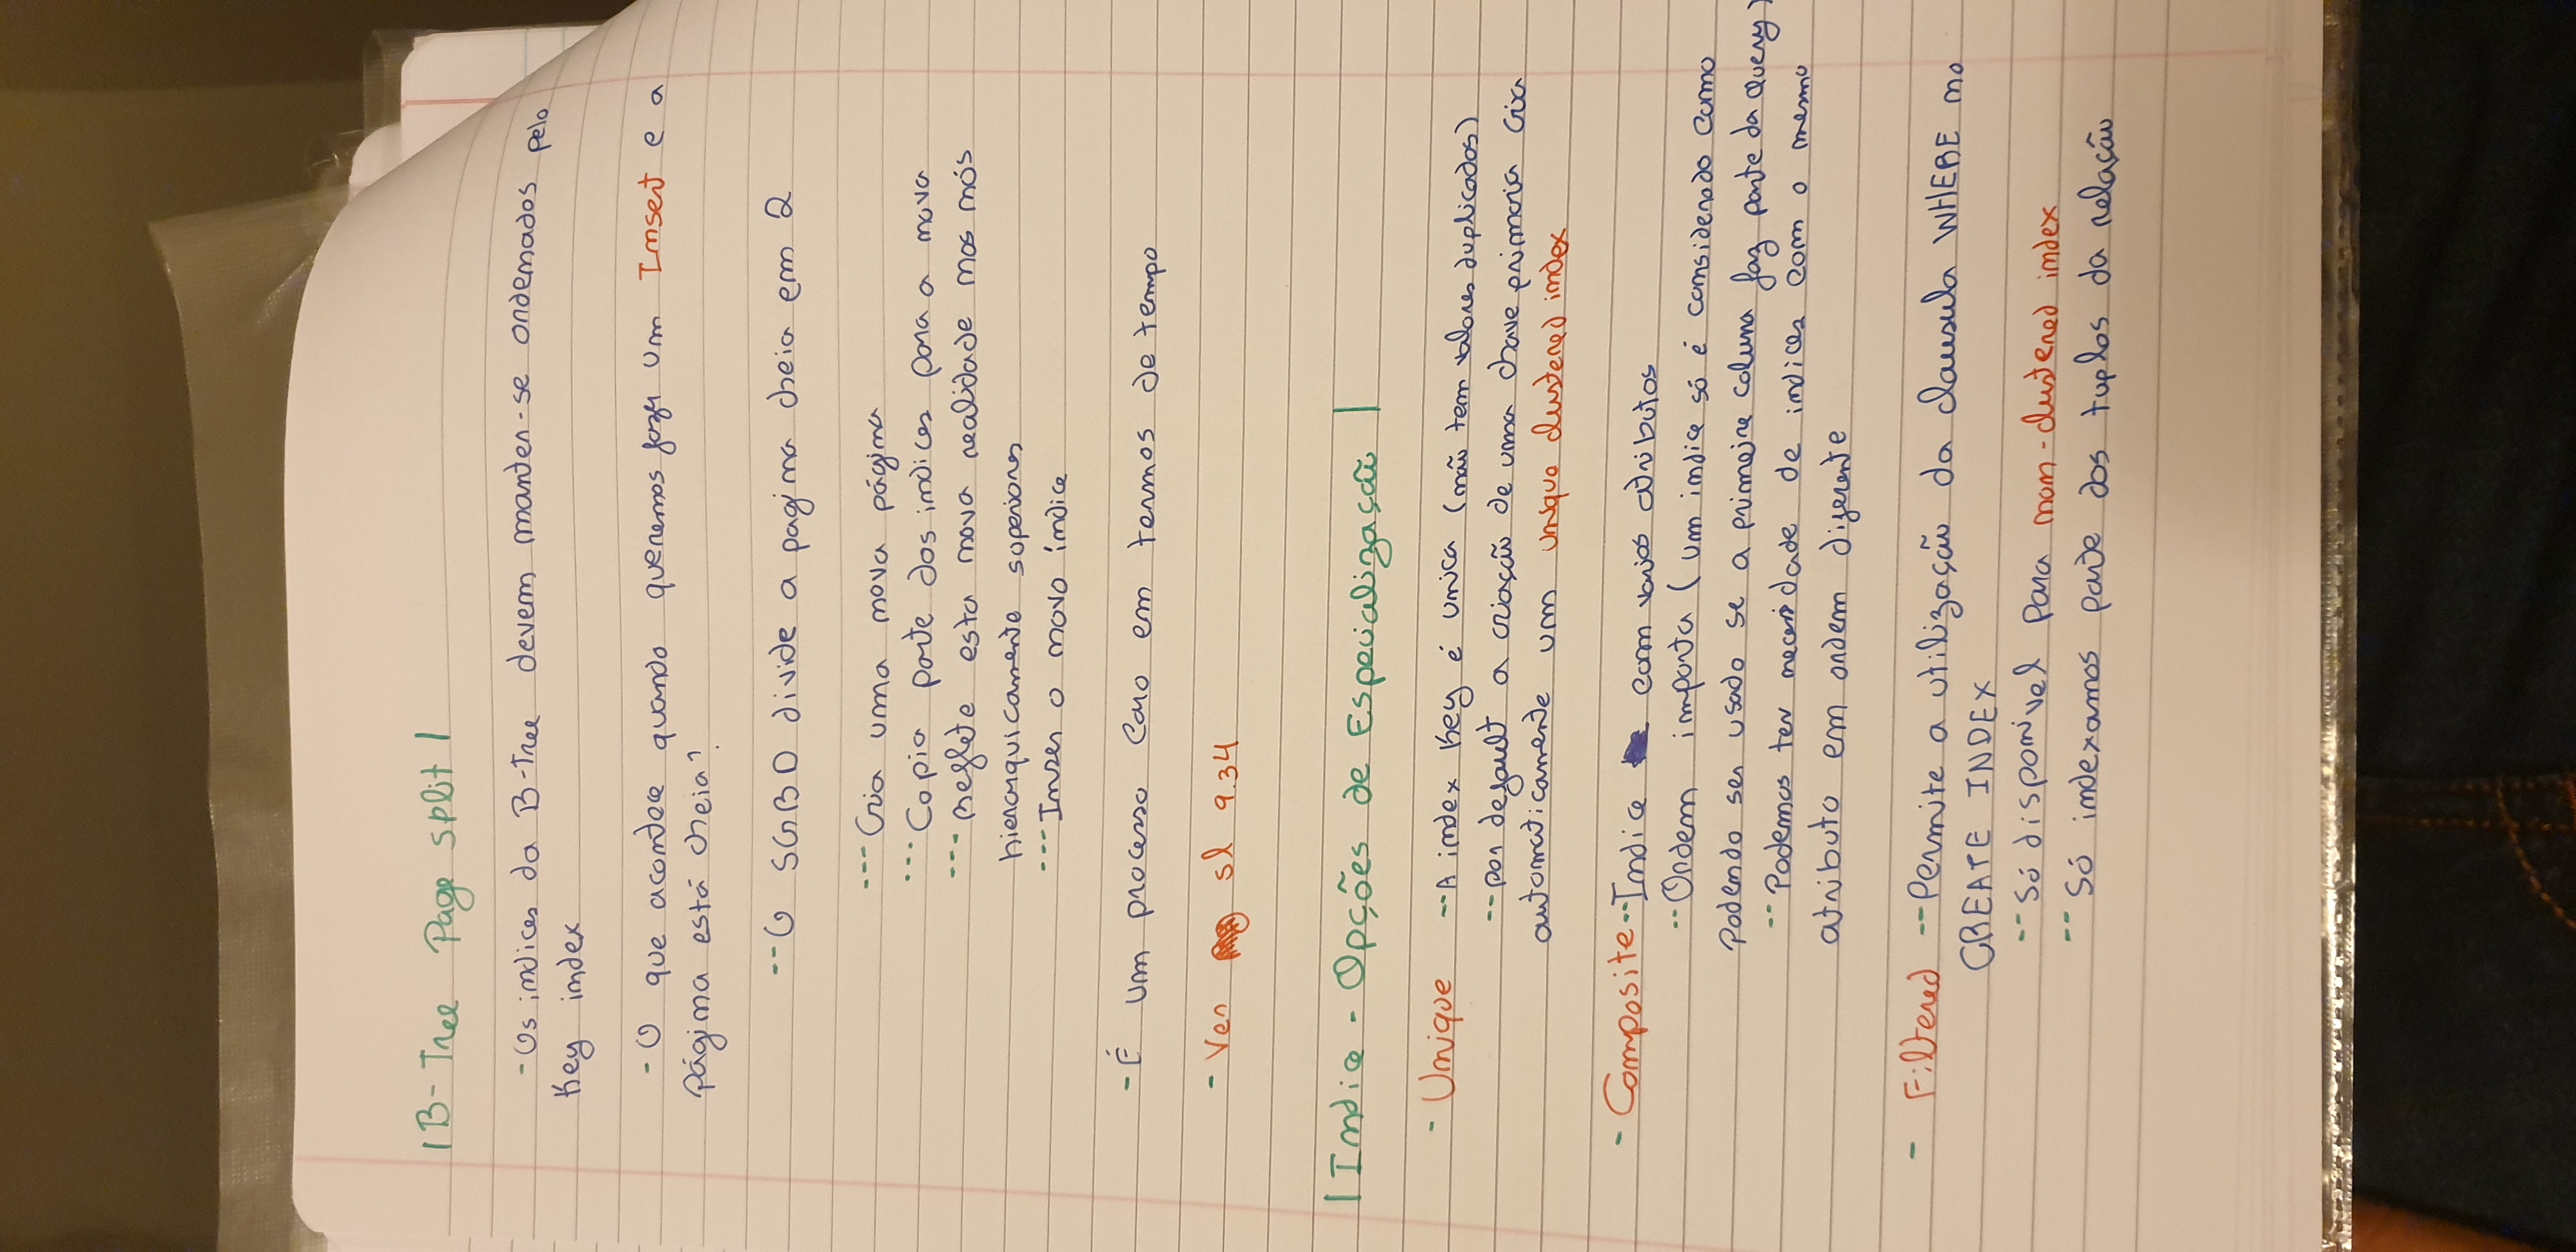 | B-Tree Page split |
- Os indices da B-Tree devem manter-se ordenados pelo
Key index
- O que acontece quando queremos fazer um Insert e a
Página está cheia?
-- O SGBD divide a pagina cheia em 2
--- Cria uma nova página
--- Copia parte dos indices para a nova
--- Reflete esta nova realidade nos nós
hierarquicamente superiores
--- Inser o novo índice
- É um processo caro em termos de tempo
- Ver sl 9.34
| Indice - Opções de Especialização |
- Unique -- A index Key é unica (não tem valores duplicados)
-- por default a criação de uma chave primaria cria
automaticamente um unique clustered index
- Composite -- Indice com varios atributos
-- Ordem importa (um indice só é considerado como
podendo ser usado se a primeira coluna faz parte da query)
-- Podemos ter necessidade de indices com o mesmo
atributo em ordem diferente
- Filtered -- Permite a utilização da clausula WHERE no
CREATE INDEX
-- Só disponivel para non-clustered index
-- Só indexamos parte dos tuplos da relação